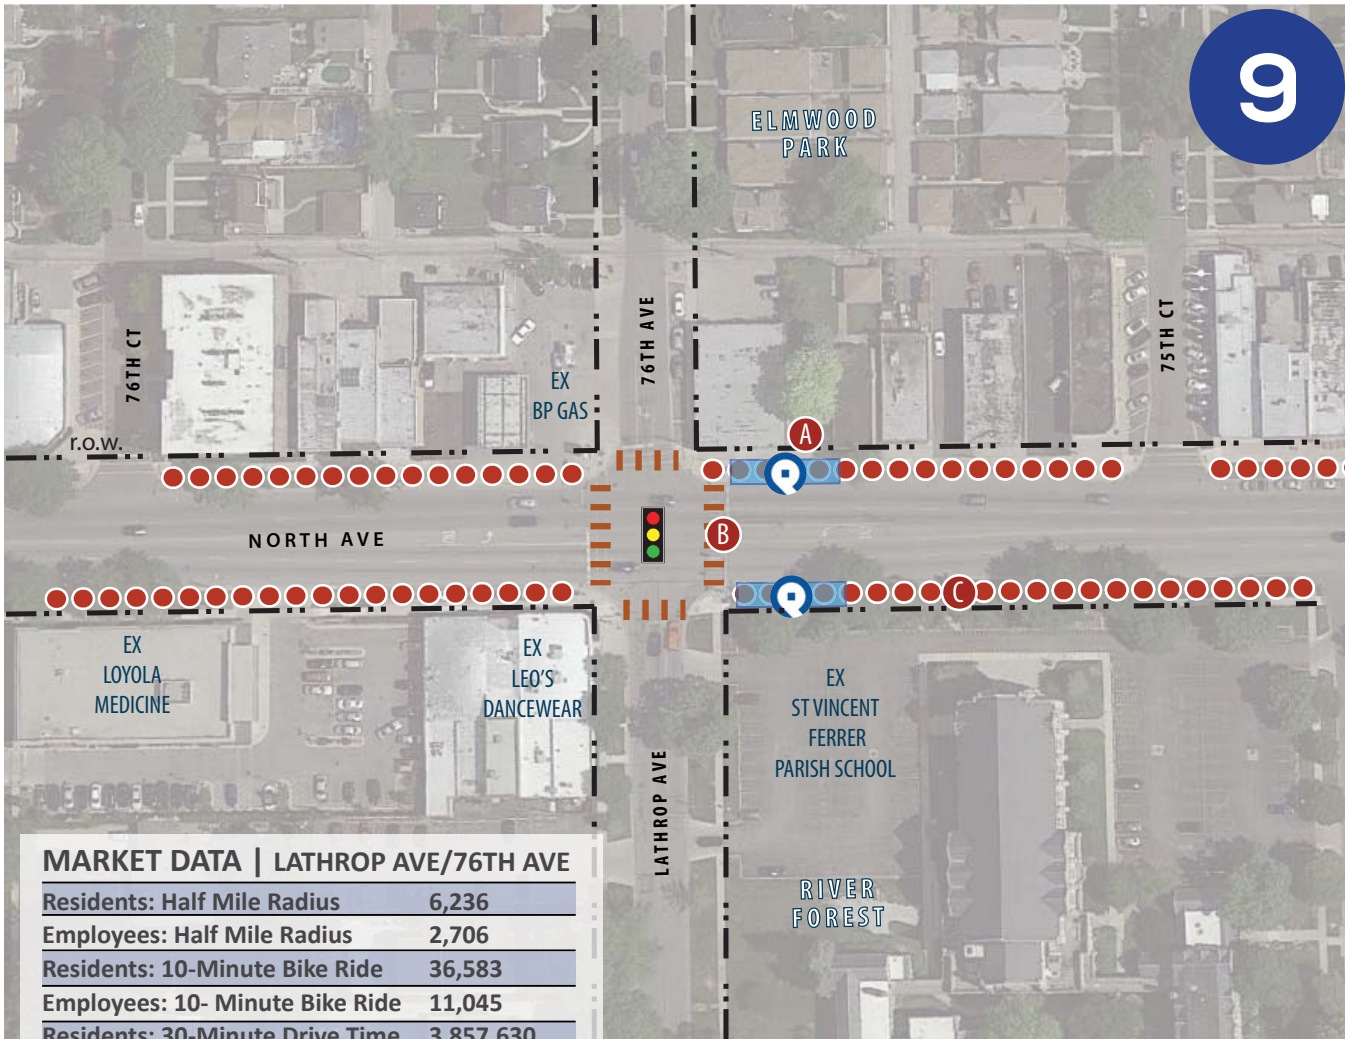 9
ELMWOOD
PARK
76TH CT
76TH AVE
75TH CT
EX
BP GAS
r.o.w.
A
NORTH AVE
B
C
EX
LOYOLA
MEDICINE
EX
LEO'S
DANCEWEAR
EX
ST VINCENT
FERRER
PARISH SCHOOL
LATHROP AVE
RIVER
FOREST
MARKET DATA | LATHROP AVE/76TH AVE
Residents: Half Mile Radius 6,236
Employees: Half Mile Radius 2,706
Residents: 10-Minute Bike Ride 36,583
Employees: 10- Minute Bike Ride 11,045
Residents: 30-Minute Drive Time 3,857,630